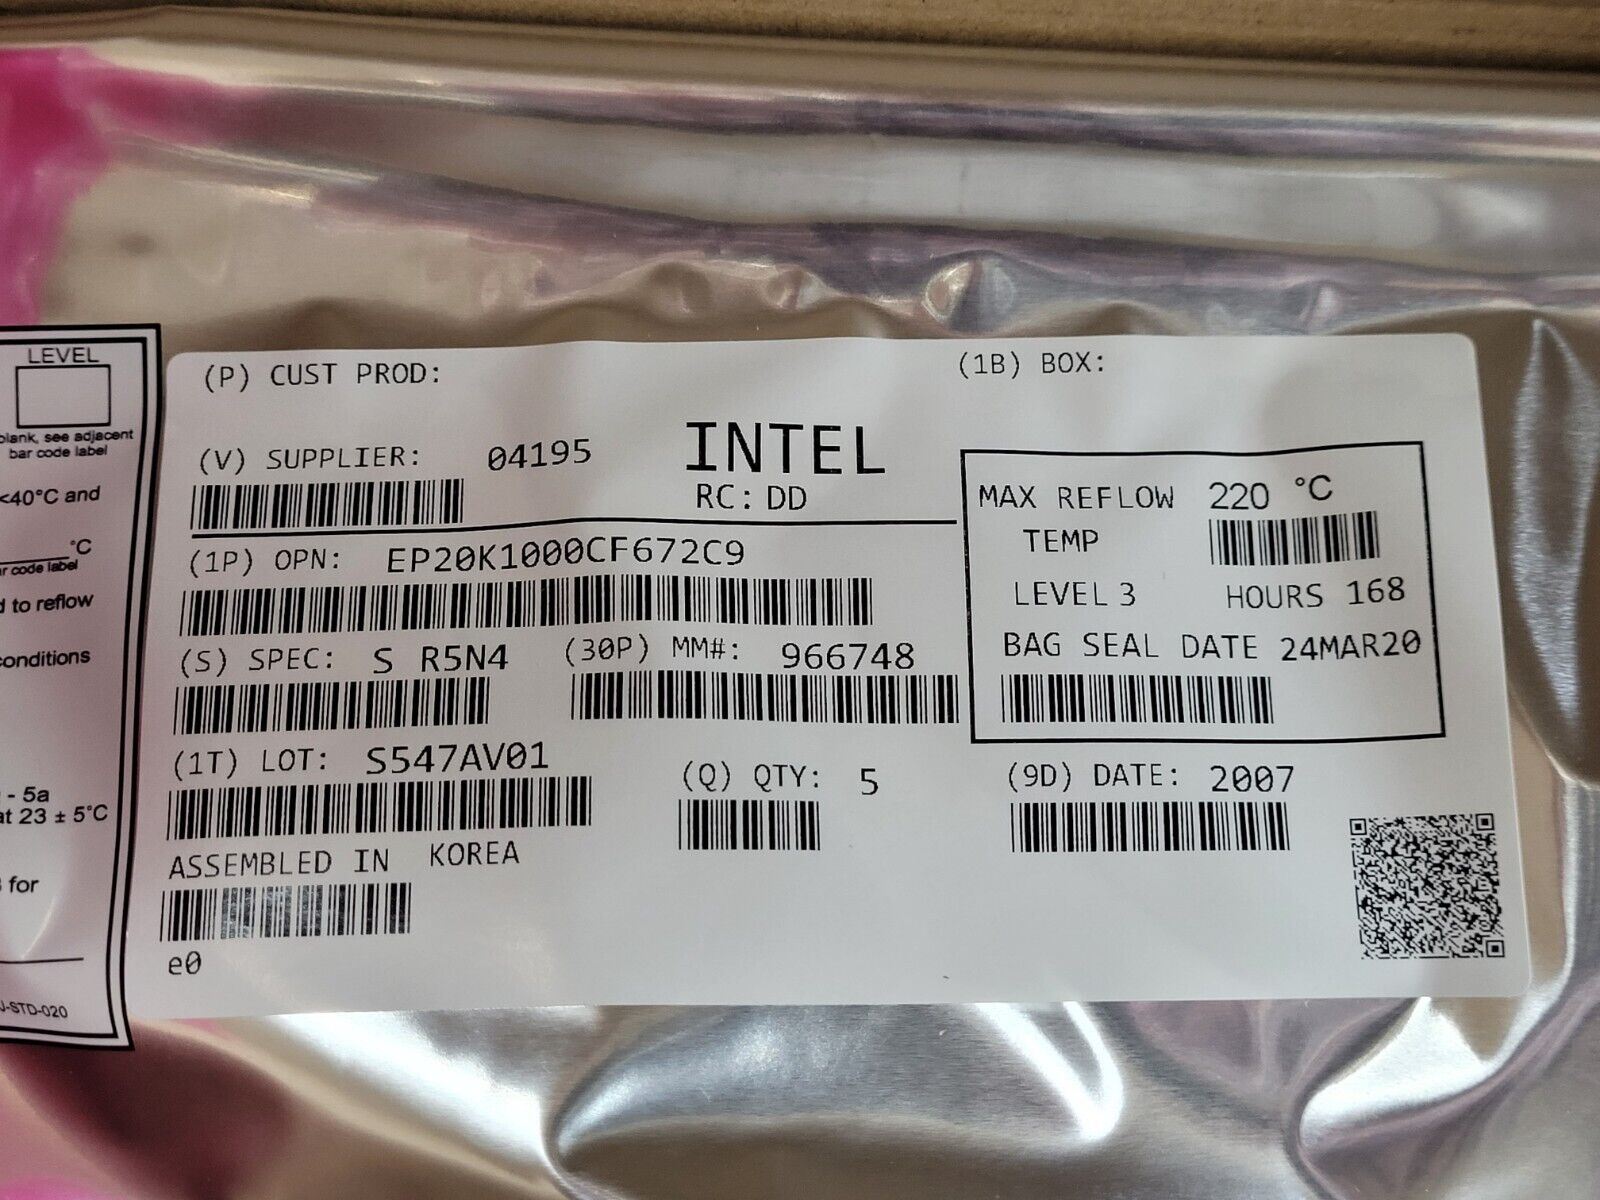 LEVEL
blank, see adjacent
bar code label
<40°C and
°C
code label
to reflow
conditions
- 5a
at 23 ± 5°C
for
J-STD-020
(P) CUST PROD:
(1B) BOX:
(V) SUPPLIER: 04195
INTEL
RC: DD
(1P) OPN: EP20K1000CF672C9
(S) SPEC: S R5N4
(30P) MM#: 966748
MAX REFLOW 220 °C
TEMP
LEVEL 3 HOURS 168
BAG SEAL DATE 24MAR20
(1T) LOT: S547AV01
(Q) QTY: 5
(9D) DATE: 2007
ASSEMBLED IN KOREA
e0